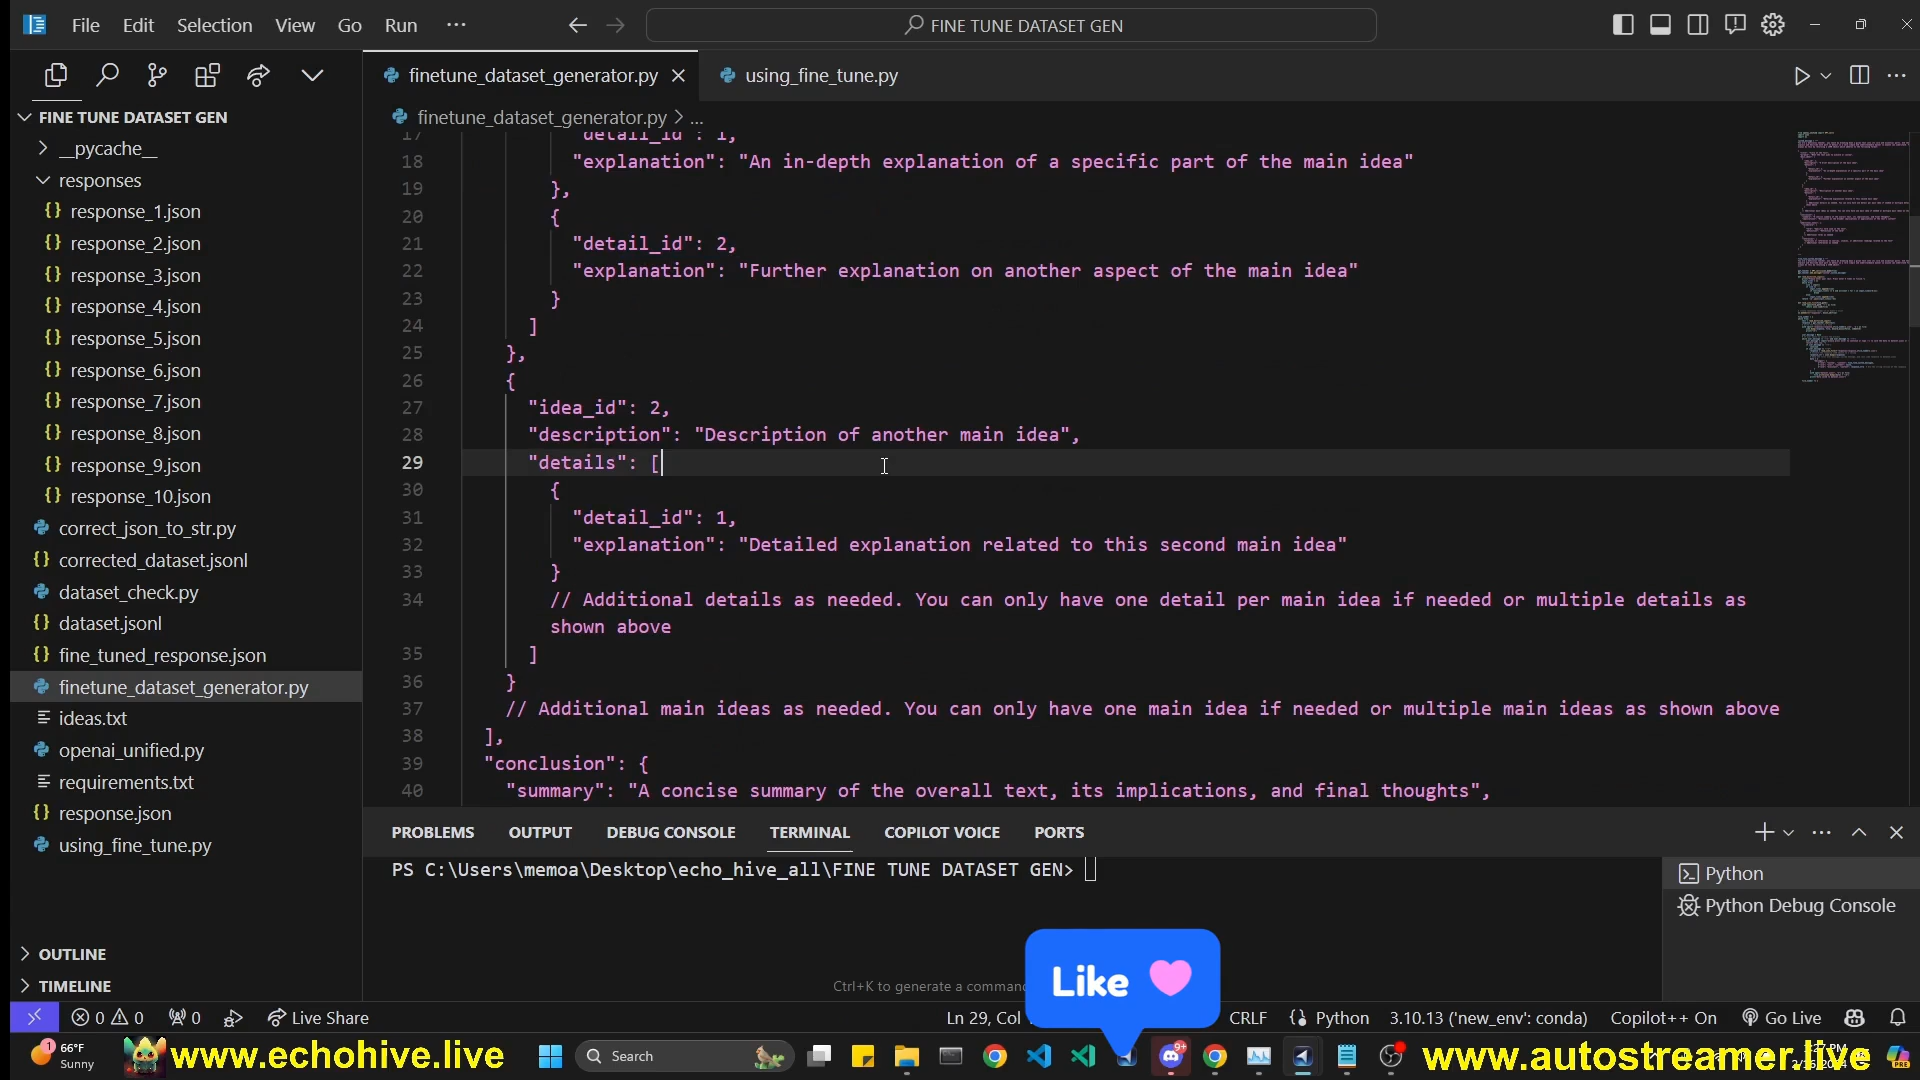 File Edit Selection View Go Run ...
FINE TUNE DATASET GEN
finetune_dataset_generator.py
using_fine_tune.py
FINE TUNE DATASET GEN
__pycache__
responses
response_1.json
response_2.json
response_3.json
response_4.json
response_5.json
response_6.json
response_7.json
response_8.json
response_9.json
response_10.json
correct_json_to_str.py
corrected_dataset.jsonl
dataset_check.py
dataset.jsonl
fine_tuned_response.json
finetune_dataset_generator.py
ideas.txt
openai_unified.py
requirements.txt
response.json
using_fine_tune.py
OUTLINE
TIMELINE
finetune_dataset_generator.py > ...
17 "detail_id": 1,
18 "explanation": "An in-depth explanation of a specific part of the main idea"
19 },
20 {
21 "detail_id": 2,
22 "explanation": "Further explanation on another aspect of the main idea"
23 }
24 ]
25 },
26 {
27 "idea_id": 2,
28 "description": "Description of another main idea",
29 "details": [
30 {
31 "detail_id": 1,
32 "explanation": "Detailed explanation related to this second main idea"
33 }
34 // Additional details as needed. You can only have one detail per main idea if needed or multiple details as
shown above
35 ]
36 }
37 // Additional main ideas as needed. You can only have one main idea if needed or multiple main ideas as shown above
38 ],
39 "conclusion": {
40 "summary": "A concise summary of the overall text, its implications, and final thoughts",
PROBLEMS OUTPUT DEBUG CONSOLE TERMINAL COPILOT VOICE PORTS
PS C:\Users\memoa\Desktop\echo_hive_all\FINE TUNE DATASET GEN>
Python
Python Debug Console
Ctrl+K to generate a command
Like
0 0 0 Live Share
Ln 29, Col
CRLF Python 3.10.13 ('new_env': conda) Copilot++ On Go Live
1 66°F
Sunny
www.echohive.live
Search
9+
www.autostreamer.live
PRE